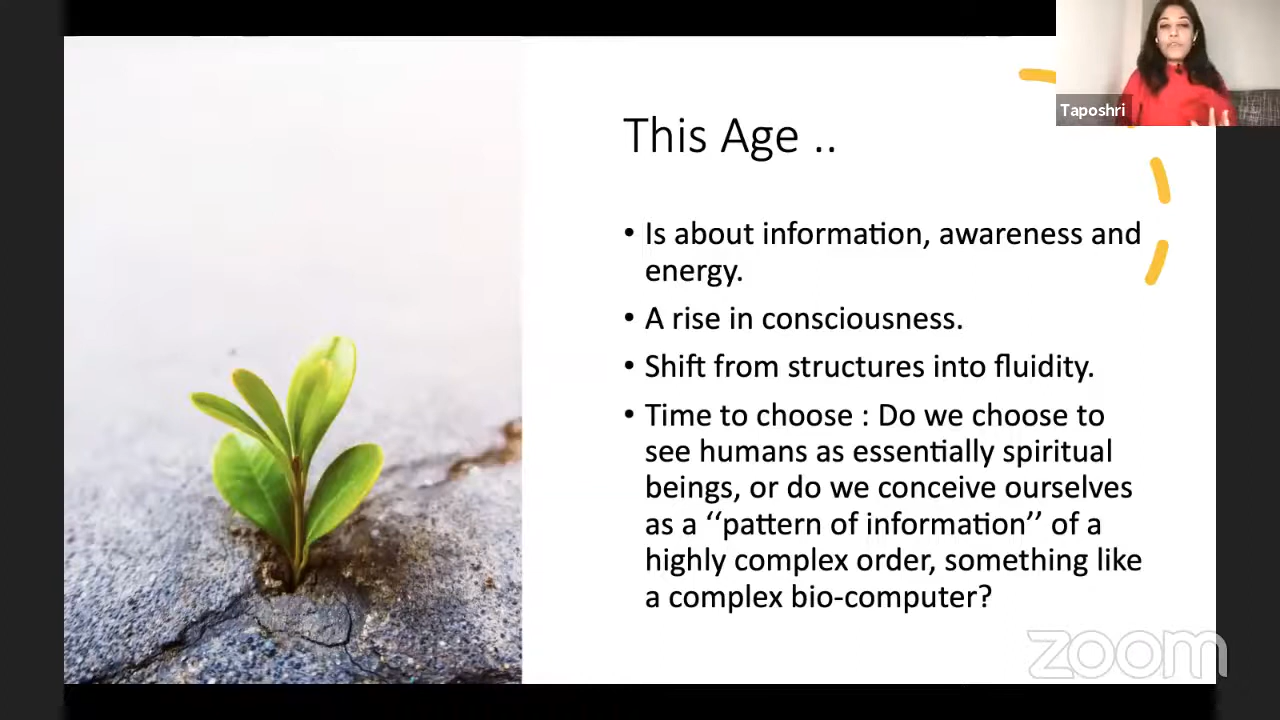 Taposhri
This Age ..
• Is about information, awareness and
energy.
• A rise in consciousness.
• Shift from structures into fluidity.
• Time to choose : Do we choose to
see humans as essentially spiritual
beings, or do we conceive ourselves
as a ‘‘pattern of information’’ of a
highly complex order, something like
a complex bio-computer?
zoom